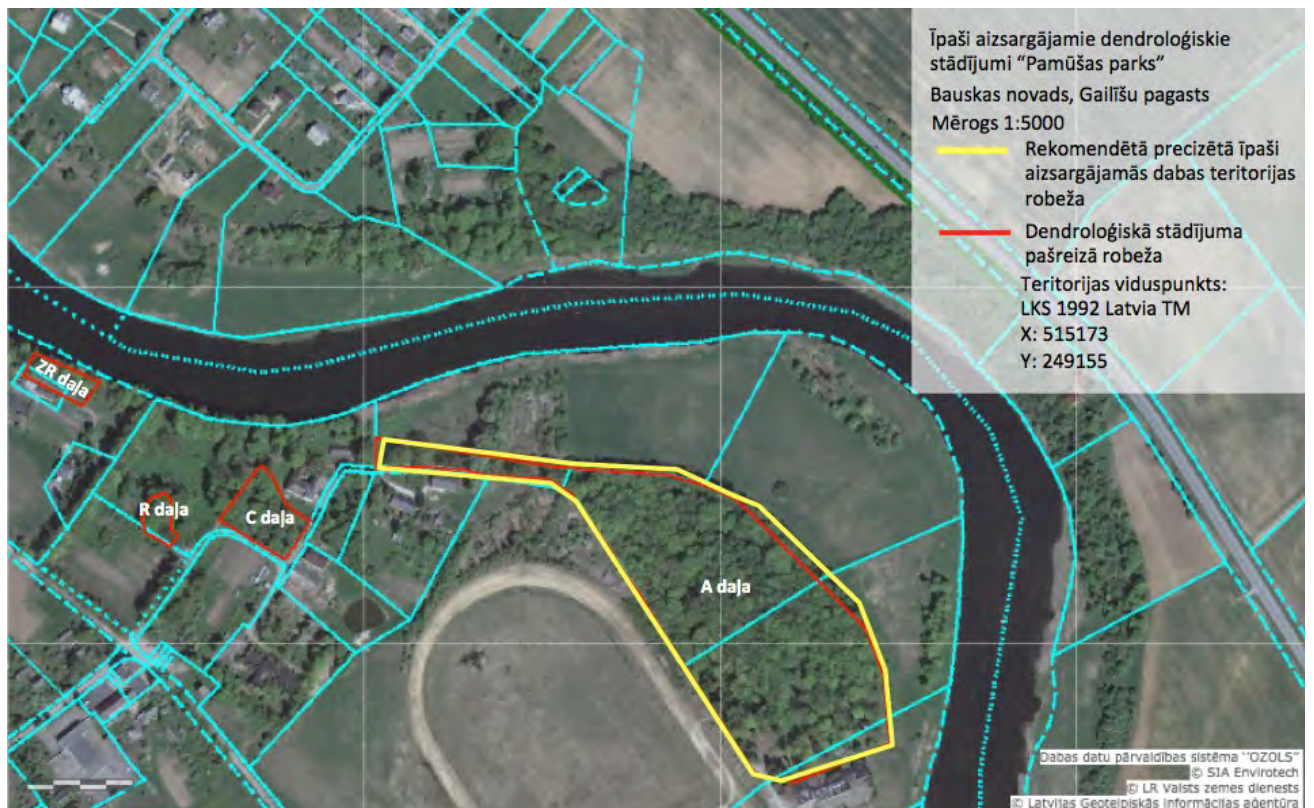 Īpaši aizsargājamie dendroloģiskie
stādījumi “Pamūšas parks”
Bauskas novads, Gailīšu pagasts
Mērogs 1:5000
Rekomendētā precizētā īpaši
aizsargājamās dabas teritorijas
robeža
Dendroloģiskā stādījuma
pašreizā robeža
Teritorijas viduspunkts:
LKS 1992 Latvia TM
X: 515173
Y: 249155
ZR daļa
R daļa
C daļa
A daļa
Dabas datu pārvaldības sistēma "OZOLS"
© SIA Envirotech
© LR Valsts zemes dienests
© Latvijas Ģeotelpiskās informācijas aģentūra